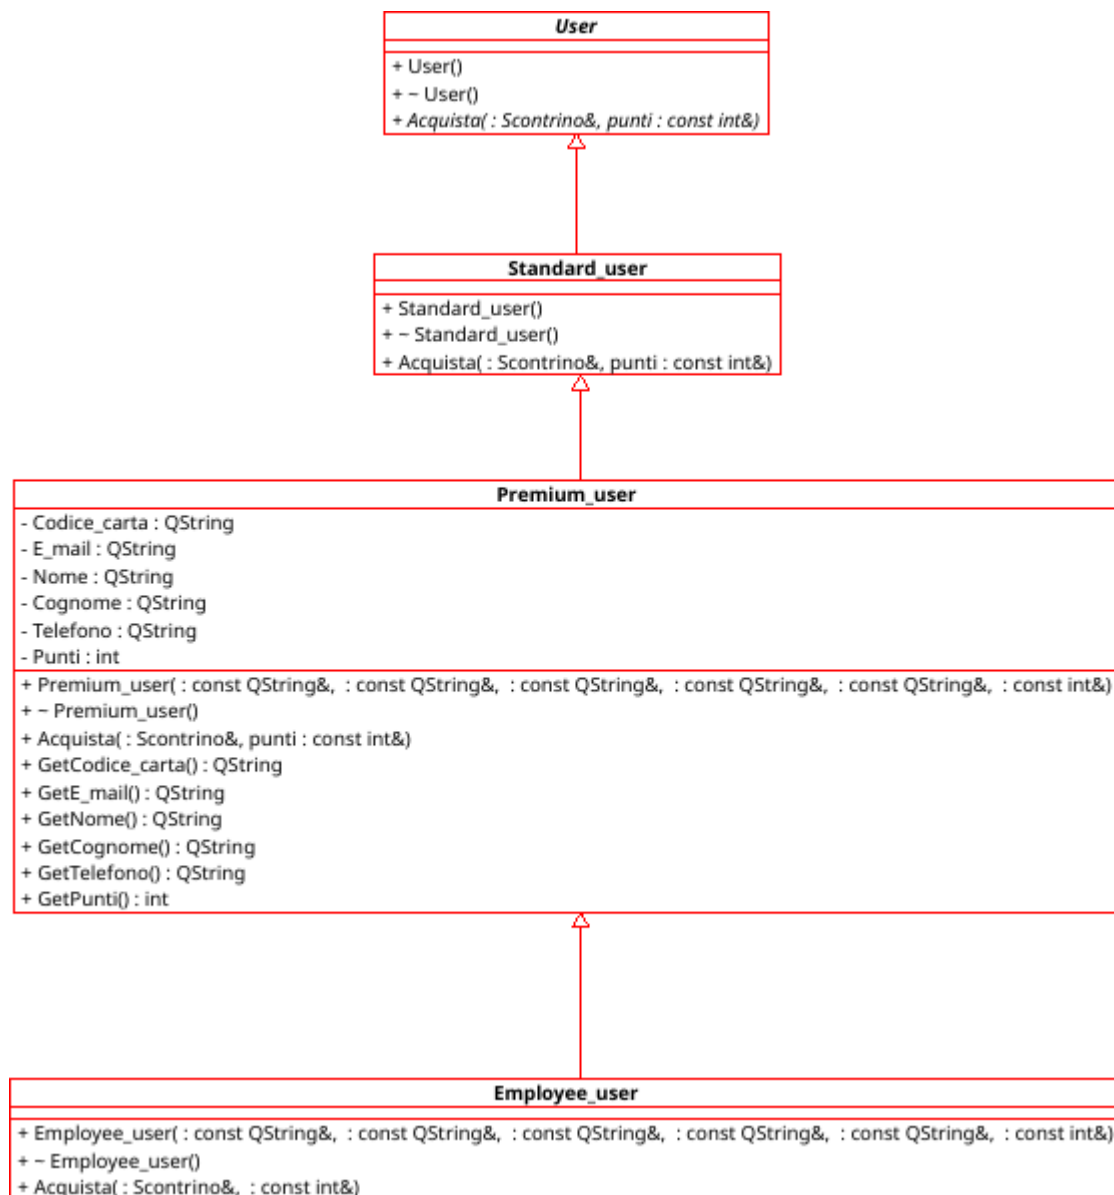 User
+ User()
+ ~ User()
+ Acquista( : Scontrino&, punti : const int&)
Standard_user
+ Standard_user()
+ ~ Standard_user()
+ Acquista( : Scontrino&, punti : const int&)
Premium_user
- Codice_carta : QString
- E_mail : QString
- Nome : QString
- Cognome : QString
- Telefono : QString
- Punti : int
+ Premium_user( : const QString&,  : const QString&,  : const QString&,  : const QString&,  : const QString&,  : const int&)
+ ~ Premium_user()
+ Acquista( : Scontrino&, punti : const int&)
+ GetCodice_carta() : QString
+ GetE_mail() : QString
+ GetNome() : QString
+ GetCognome() : QString
+ GetTelefono() : QString
+ GetPunti() : int
Employee_user
+ Employee_user( : const QString&,  : const QString&,  : const QString&,  : const QString&,  : const QString&,  : const int&)
+ ~ Employee_user()
+ Acquista( : Scontrino&,  : const int&)